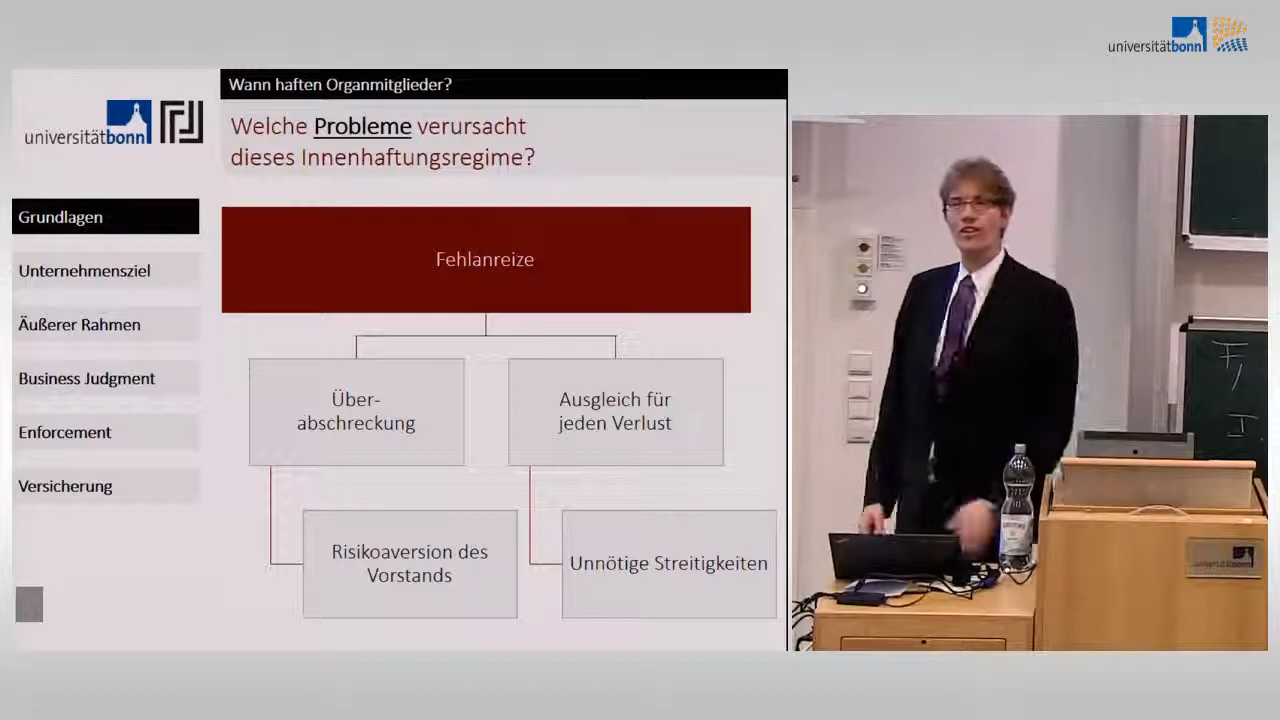 universitätbonn
Wann haften Organmitglieder?
universitätbonn
Welche Probleme verursacht
dieses Innenhaftungsregime?
Grundlagen
Unternehmensziel
Äußerer Rahmen
Business Judgment
Enforcement
Versicherung
Fehlanreize
Über-
abschreckung
Ausgleich für
jeden Verlust
Risikoaversion des
Vorstands
Unnötige Streitigkeiten
universitätbonn